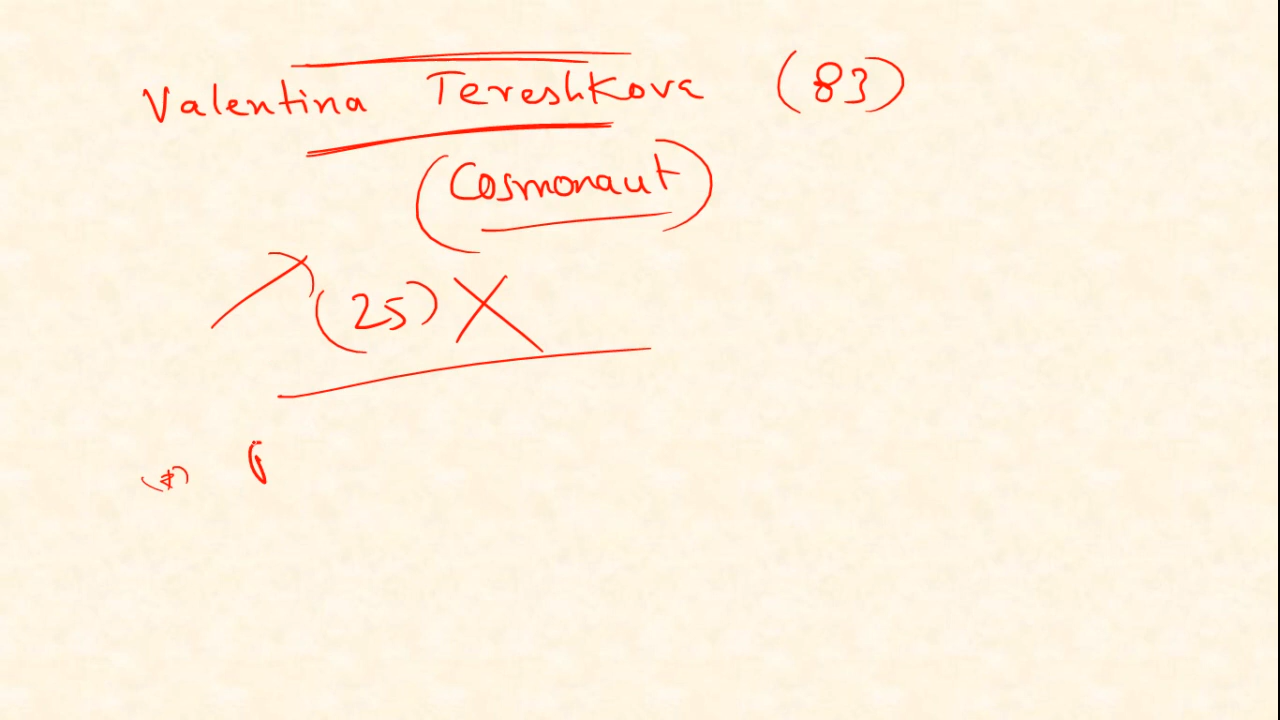 Valentina Tereshkova (83)
(Cosmonaut)
(25) X
(*)